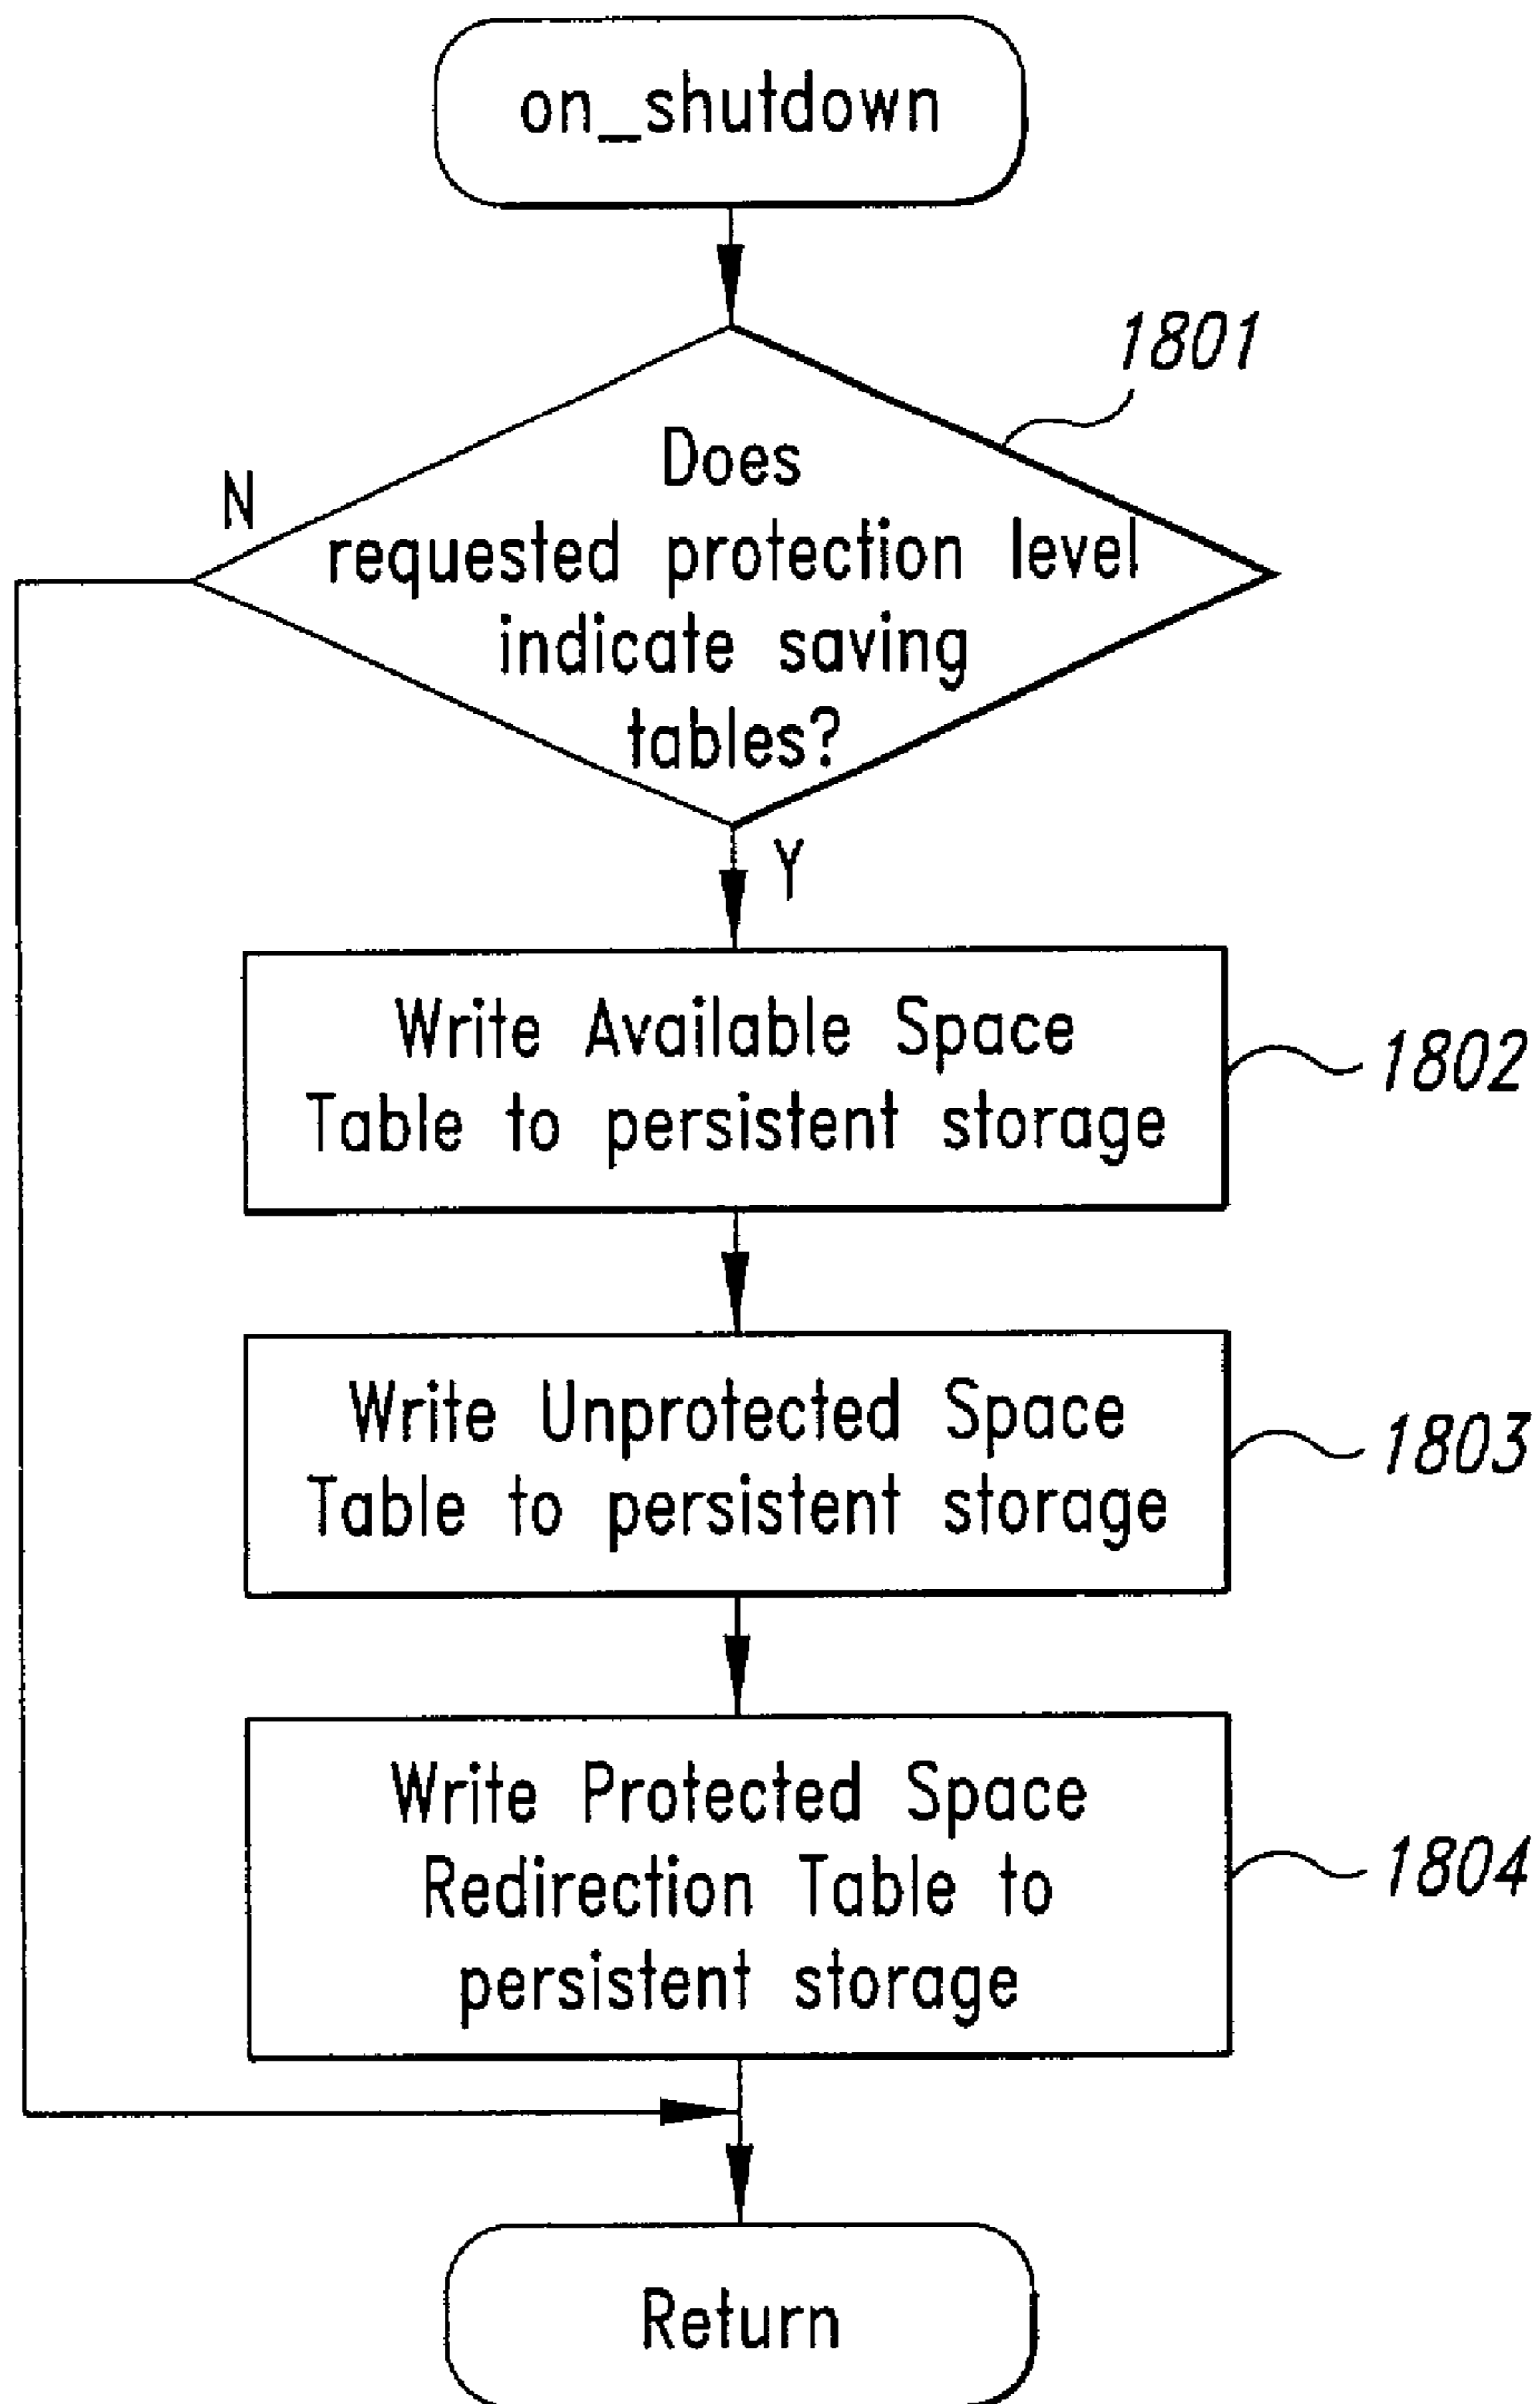 on_shutdown
1801
Does
requested protection level
indicate saving
tables?
N
Y
Write Available Space
Table to persistent storage
1802
Write Unprotected Space
Table to persistent storage
1803
Write Protected Space
Redirection Table to
persistent storage
1804
Return